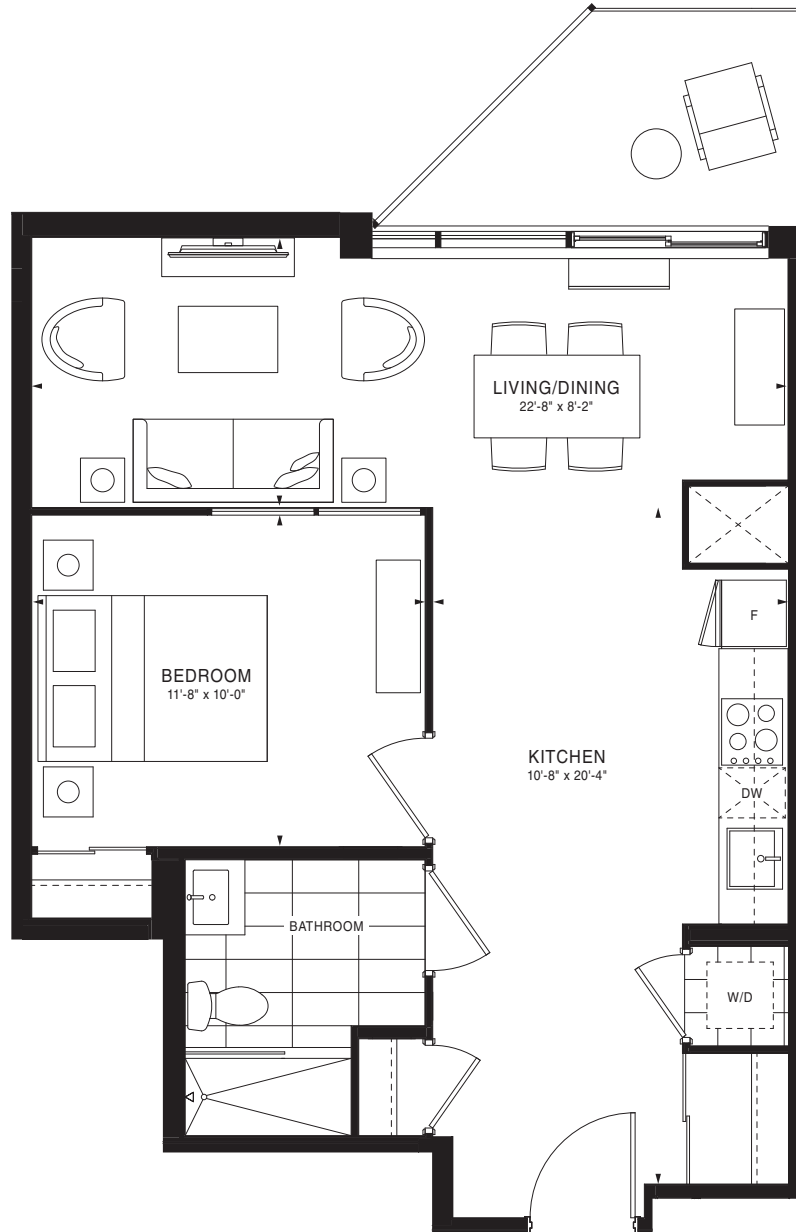 LIVING/DINING
22'-8" x 8'-2"
F
BEDROOM
11'-8" x 10'-0"
KITCHEN
10'-8" x 20'-4"
DW
BATHROOM
W/D